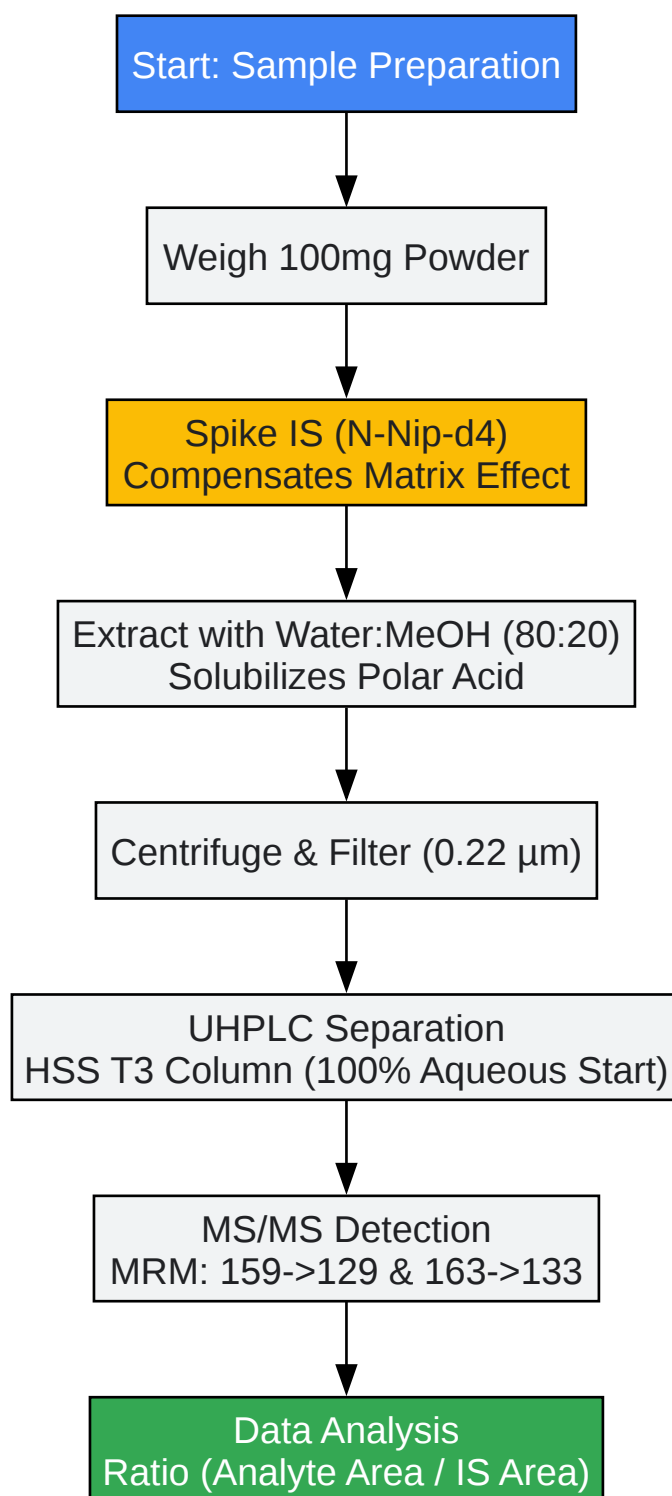 Start: Sample Preparation
Weigh 100mg Powder
Spike IS (N-Nip-d4)
Compensates Matrix Effect
Extract with Water:MeOH (80:20)
Solubilizes Polar Acid
Centrifuge & Filter (0.22 µm)
UHPLC Separation
HSS T3 Column (100% Aqueous Start)
MS/MS Detection
MRM: 159->129 & 163->133
Data Analysis
Ratio (Analyte Area / IS Area)